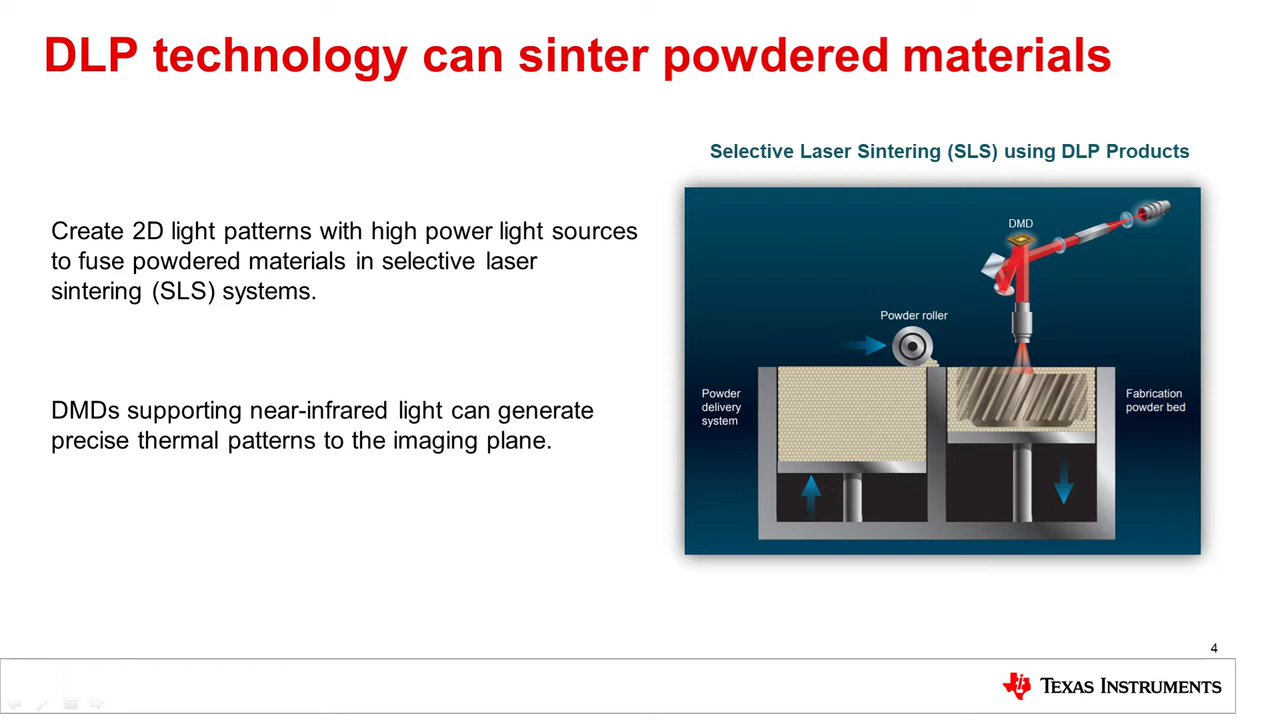 DLP technology can sinter powdered materials
Selective Laser Sintering (SLS) using DLP Products
Create 2D light patterns with high power light sources
to fuse powdered materials in selective laser
sintering (SLS) systems.
DMDs supporting near-infrared light can generate
precise thermal patterns to the imaging plane.
DMD
Powder roller
Powder
delivery
system
Fabrication
powder bed
4
TEXAS INSTRUMENTS